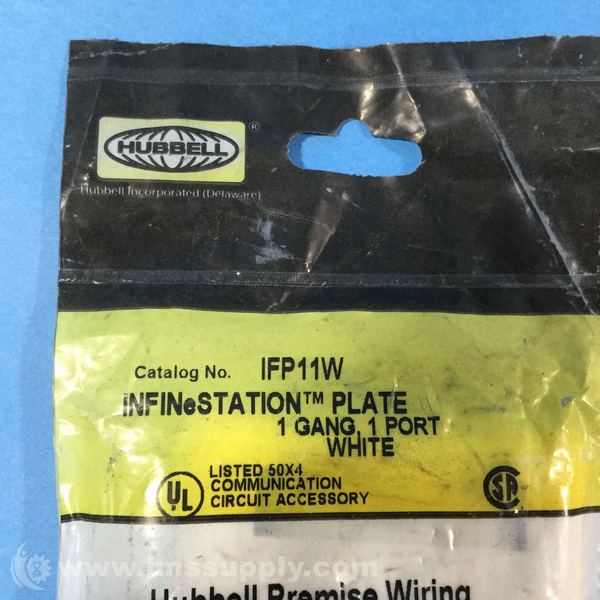 HUBBELL
®
Hubbell Incorporated (Delaware)
Catalog No. IFP11W
INFINeSTATION™ PLATE
1 GANG, 1 PORT
WHITE
UL
LISTED 50X4
COMMUNICATION
CIRCUIT ACCESSORY
SA
www.imssupply.com
Hubbell Premise Wiring